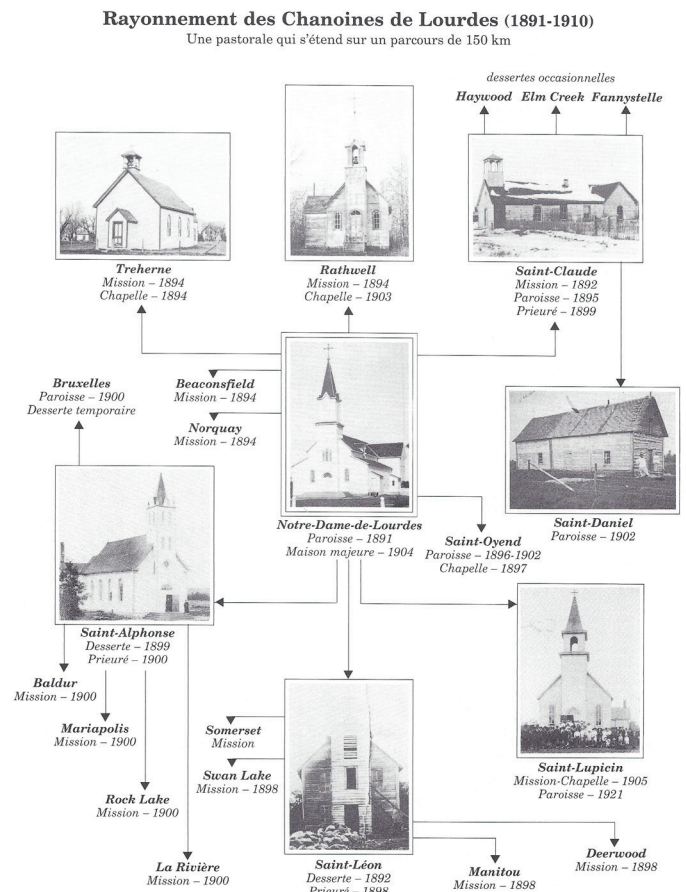 Rayonnement des Chanoines de Lourdes (1891-1910)
Une pastorale qui s'étend sur un parcours de 150 km
dessertes occasionnelles
Haywood Elm Creek Fannystelle
Treherne
Mission – 1894
Chapelle – 1894
Rathwell
Mission – 1894
Chapelle – 1903
Saint-Claude
Mission – 1892
Paroisse – 1895
Prieuré – 1899
Bruxelles
Paroisse – 1900
Desserte temporaire
Beaconsfield
Mission – 1894
Norquay
Mission – 1894
Notre-Dame-de-Lourdes
Paroisse – 1891
Maison majeure – 1904
Saint-Daniel
Paroisse – 1902
Saint-Oyend
Paroisse – 1896-1902
Chapelle – 1897
Saint-Alphonse
Desserte – 1899
Prieuré – 1900
Baldur
Mission – 1900
Mariapolis
Mission – 1900
Rock Lake
Mission – 1900
La Rivière
Mission – 1900
Somerset
Mission
Swan Lake
Mission – 1898
Saint-Lupicin
Mission-Chapelle – 1905
Paroisse – 1921
Saint-Léon
Desserte – 1892
Prieuré – 1898
Manitou
Mission – 1898
Deerwood
Mission – 1898